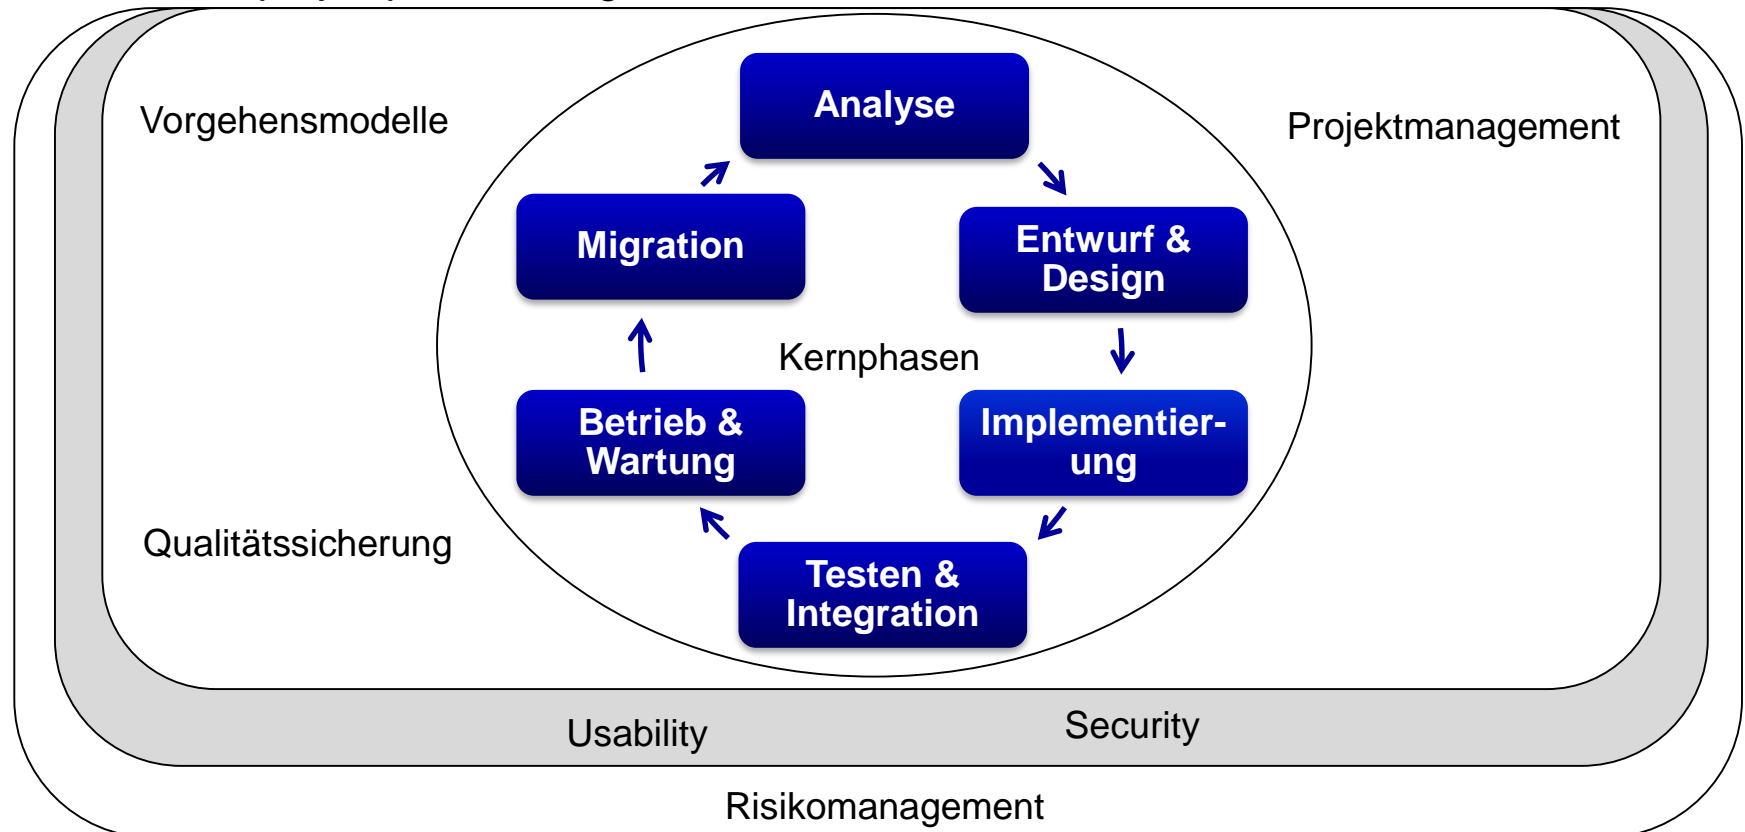 Analyse
Vorgehensmodelle
Projektmanagement
Migration
Entwurf &
Design
Kernphasen
Betrieb &
Wartung
Implementier-
ung
Qualitätssicherung
Testen &
Integration
Usability
Security
Risikomanagement